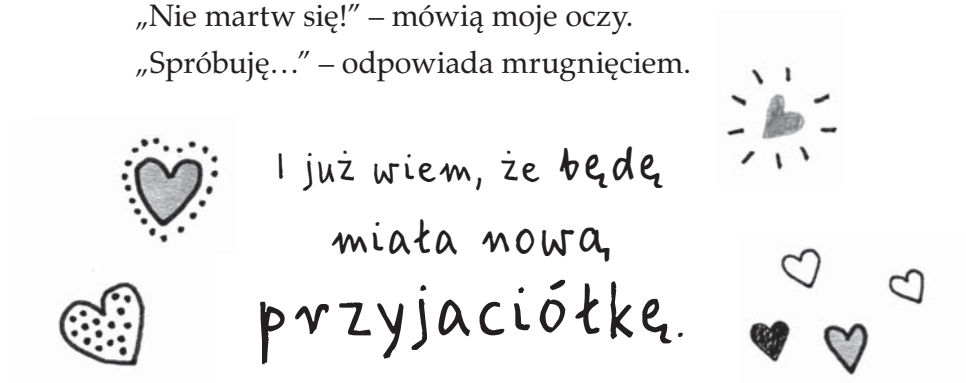 „Nie martw się!” – mówią moje oczy.
„Spróbuję…” – odpowiada mrugnięciem.
I już wiem, że będę
miała nową
przyjaciółkę.